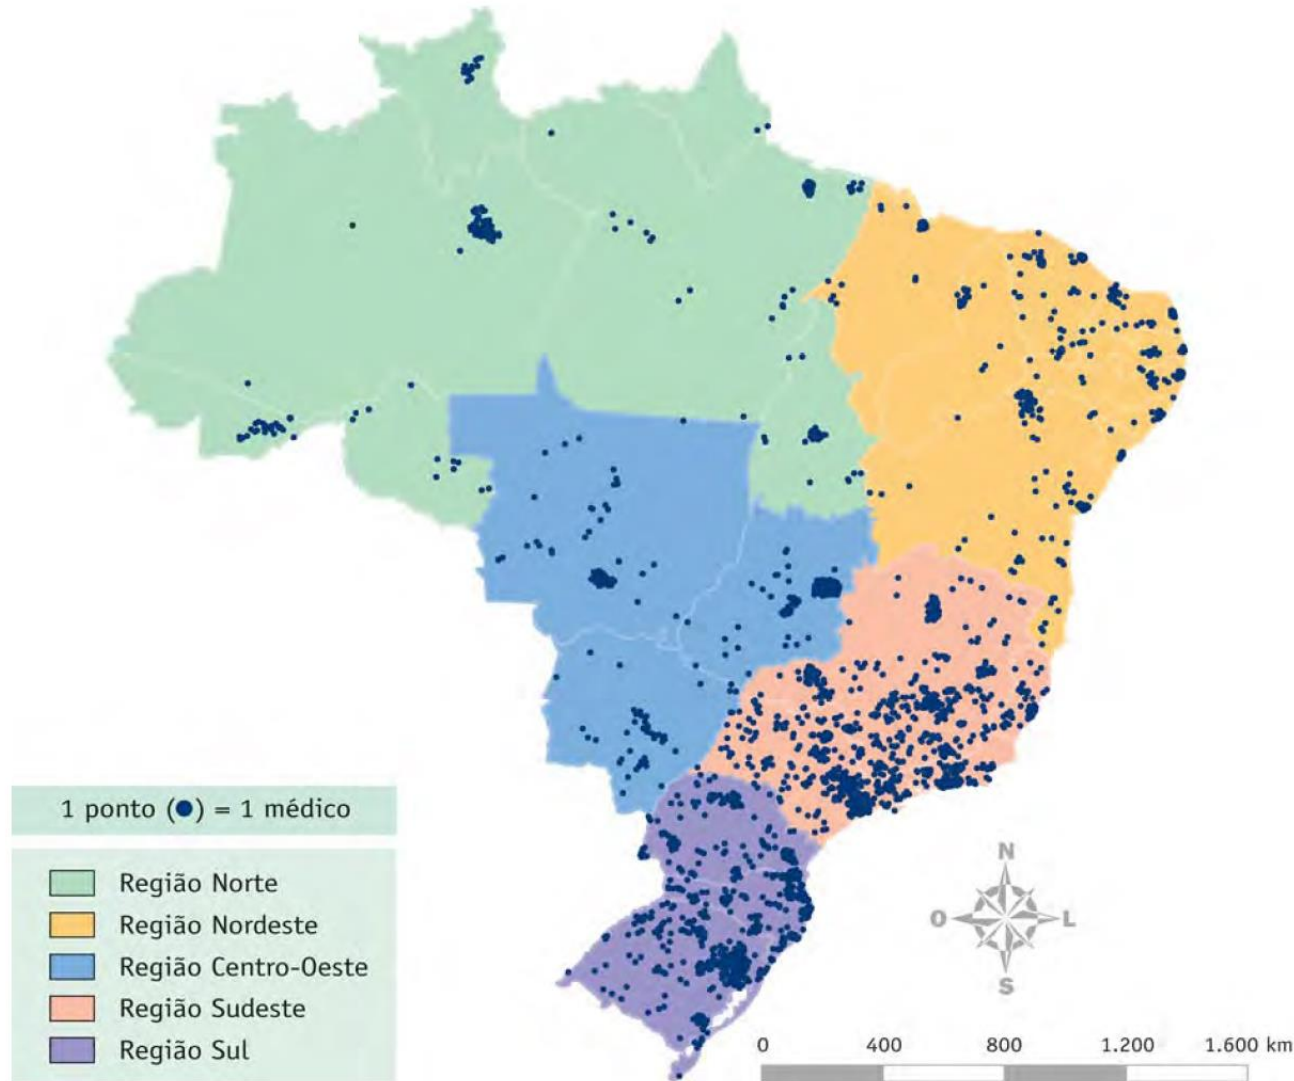 1 ponto (●) = 1 médico
Região Norte
Região Nordeste
Região Centro-Oeste
Região Sudeste
Região Sul
N
O L
S
0 400 800 1.200 1.600 km